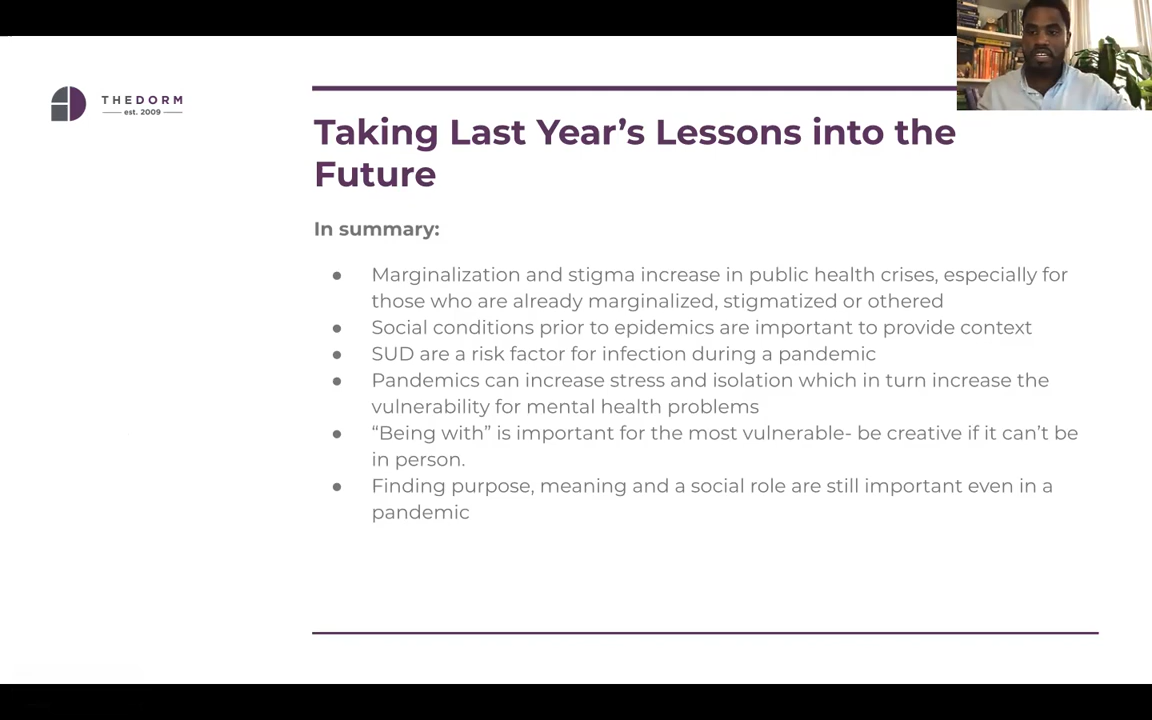 THEDORM
est. 2009
Taking Last Year’s Lessons into the
Future
In summary:
● Marginalization and stigma increase in public health crises, especially for
those who are already marginalized, stigmatized or othered
● Social conditions prior to epidemics are important to provide context
● SUD are a risk factor for infection during a pandemic
● Pandemics can increase stress and isolation which in turn increase the
vulnerability for mental health problems
● “Being with” is important for the most vulnerable- be creative if it can’t be
in person.
● Finding purpose, meaning and a social role are still important even in a
pandemic